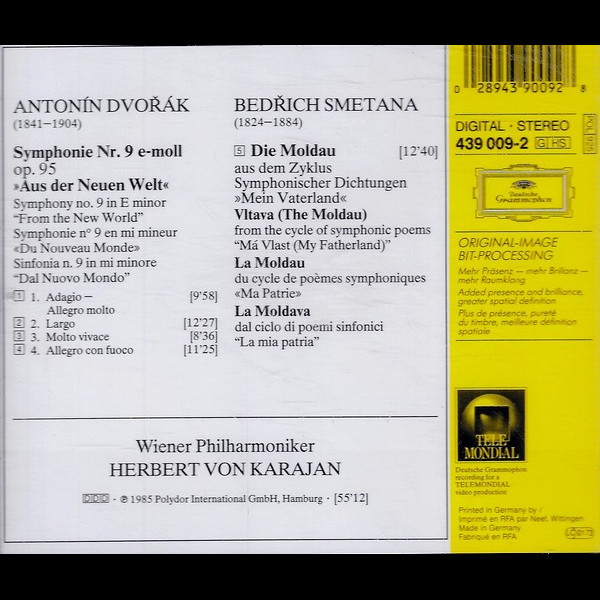 ANTONÍN DVOŘÁK
(1841–1904)
Symphonie Nr. 9 e-moll
op. 95
»Aus der Neuen Welt«
Symphony no. 9 in E minor
“From the New World”
Symphonie nº 9 en mi mineur
«Du Nouveau Monde»
Sinfonia n. 9 in mi minore
“Dal Nuovo Mondo”
1 1. Adagio – [9'58]
Allegro molto
2 2. Largo [12'27]
3 3. Molto vivace [8'36]
4 4. Allegro con fuoco [11'25]
BEDŘICH SMETANA
(1824–1884)
5 Die Moldau [12'40]
aus dem Zyklus
Symphonischer Dichtungen
»Mein Vaterland«
Vltava (The Moldau)
from the cycle of symphonic poems
“Má Vlast (My Fatherland)”
La Moldau
du cycle de poèmes symphoniques
«Ma Patrie»
La Moldava
dal ciclo di poemi sinfonici
“La mia patria”
Wiener Philharmoniker
HERBERT VON KARAJAN
DDD · ℗ 1985 Polydor International GmbH, Hamburg · [55'12]
0 28943 90092 8
DIGITAL · STEREO
439 009-2 G HS
Deutsche
Grammophon
ORIGINAL-IMAGE
BIT-PROCESSING
Mehr Präsenz – mehr Brillanz –
mehr Raumklang
Added presence and brilliance,
greater spatial definition
Plus de présence, pureté
du timbre, meilleure définition
spatiale
TELE
MONDIAL
Deutsche Grammophon
recording for a
TELEMONDIAL
video production
Printed in Germany by /
Imprimé en RFA par Neef, Wittingen
Made in Germany
Fabriqué en RFA